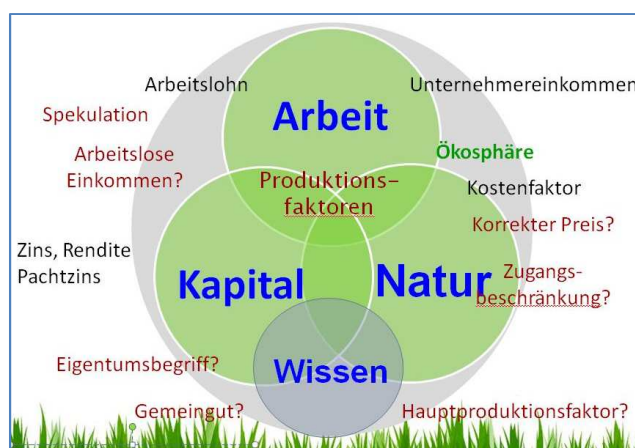 Arbeitslohn
Unternehmereinkommen
Spekulation
Arbeit
Arbeitslose
Einkommen?
Ökosphäre
Produktions-
faktoren
Kostenfaktor
Korrekter Preis?
Zins, Rendite
Pachtzins
Kapital
Natur
Zugangs-
beschränkung?
Wissen
Eigentumsbegriff?
Gemeingut?
Hauptproduktionsfaktor?